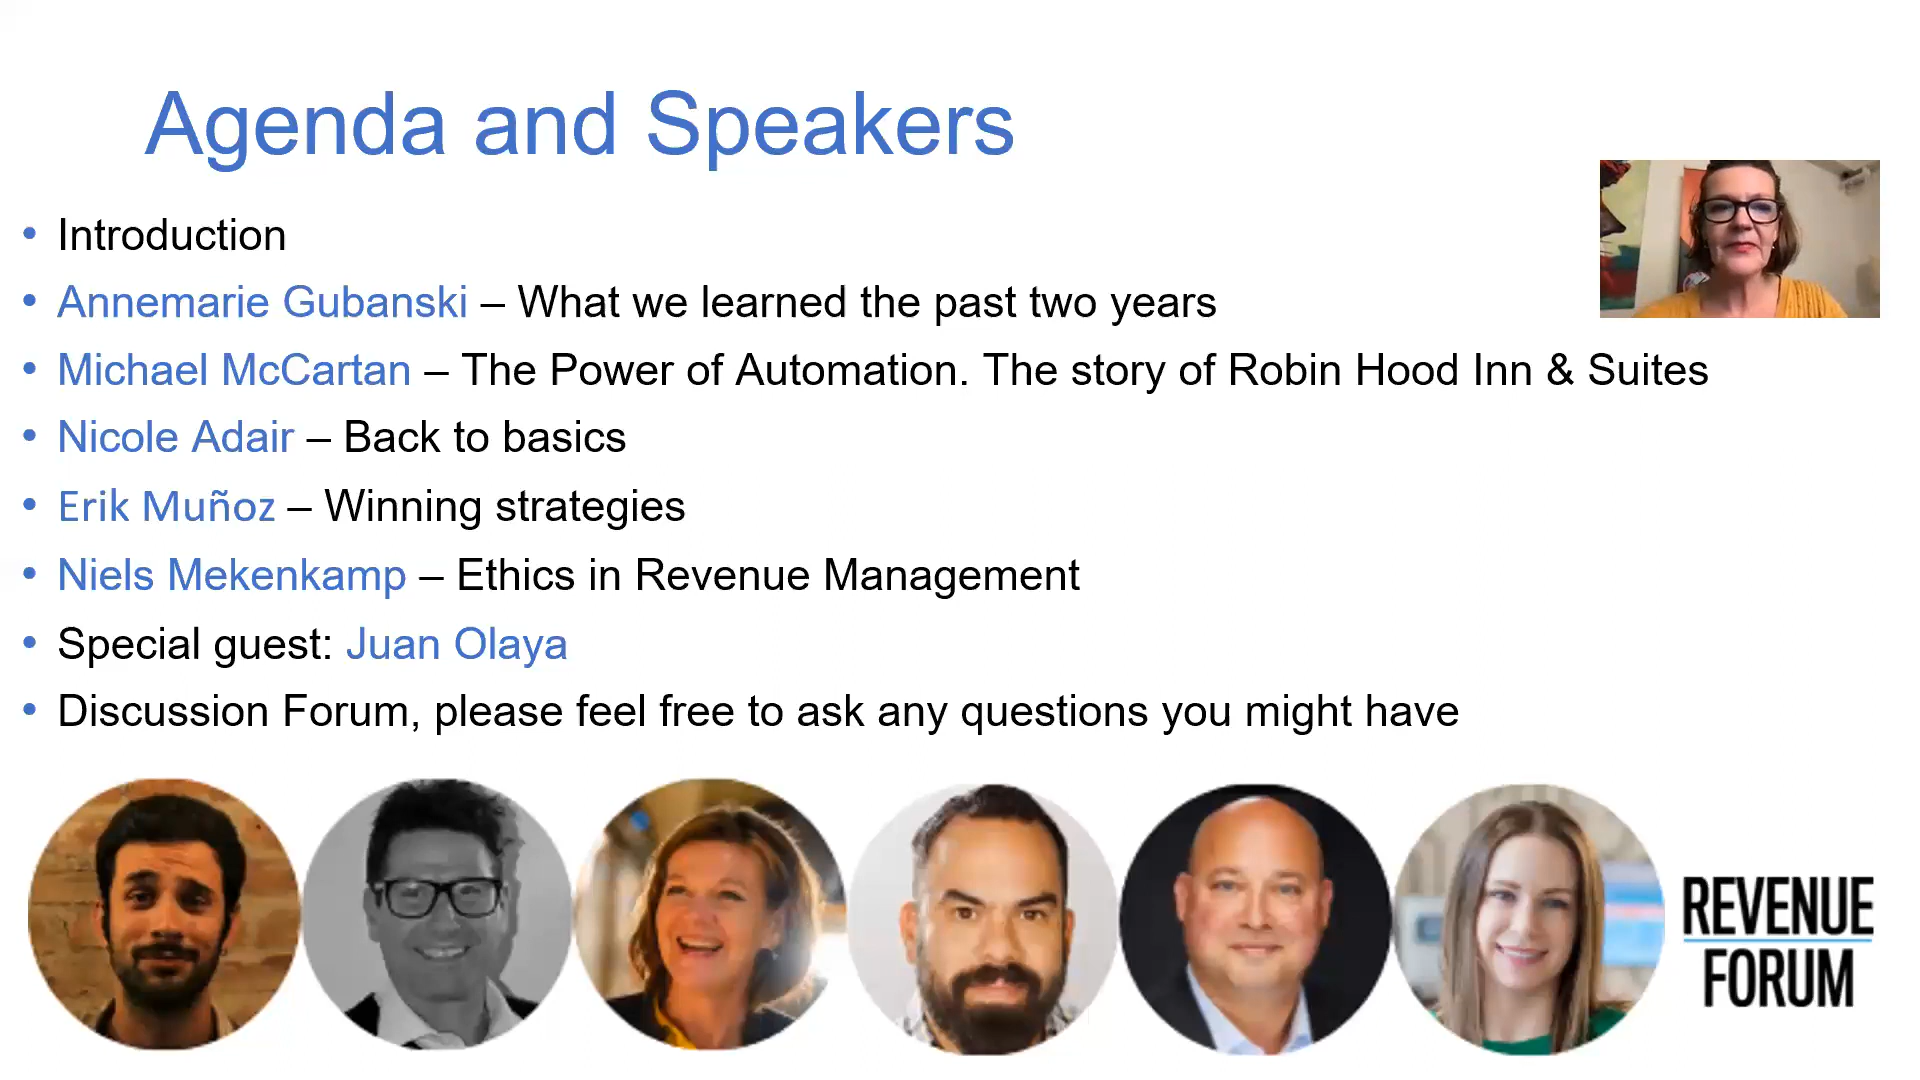 Agenda and Speakers
• Introduction
• Annemarie Gubanski – What we learned the past two years
• Michael McCartan – The Power of Automation. The story of Robin Hood Inn & Suites
• Nicole Adair – Back to basics
• Erik Muñoz – Winning strategies
• Niels Mekenkamp – Ethics in Revenue Management
• Special guest: Juan Olaya
• Discussion Forum, please feel free to ask any questions you might have
REVENUE
FORUM